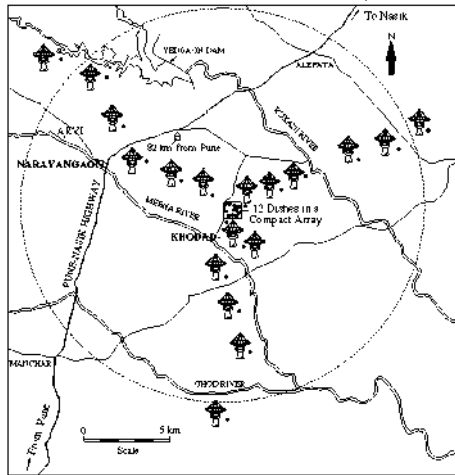 To Nasik
N
YEDGAON DAM
ALEPATA
KUKADI RIVER
ARVI
82 km from Pune
NARAYANGAON
MEENA RIVER
12 Dishes in a
Compact Array
KHODAD
PUNE-NASIK HIGHWAY
MANCHAR
GHOD RIVER
From Pune
0 5 km
Scale